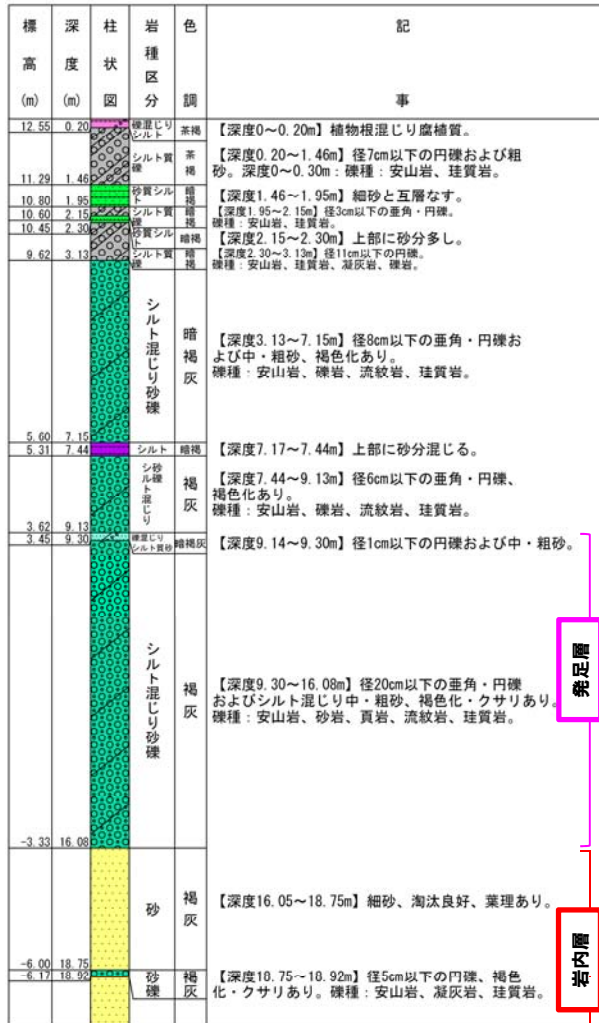 標高(m) 深度(m) 柱状図 岩種区分 色調 記事
12.55 0.20 礫混じりシルト 茶褐 【深度0～0.20m】植物根混じり腐植質。
11.29 1.46 シルト質礫 茶褐 【深度0.20～1.46m】径7cm以下の円礫および粗
砂。深度0～0.30m：礫種：安山岩、珪質岩。
10.80 1.95 砂質シルト 暗褐 【深度1.46～1.95m】細砂と互層なす。
10.60 2.15 シルト質礫 暗褐 【深度1.95～2.15m】径3cm以下の亜角・円礫。
礫種：安山岩、珪質岩。
10.45 2.30 砂質シルト 暗褐 【深度2.15～2.30m】上部に砂分多し。
9.62 3.13 シルト質礫 暗褐 【深度2.30～3.13m】径11cm以下の円礫。
礫種：安山岩、珪質岩、凝灰岩、礫岩。
5.60 7.15 シルト混じり砂礫 暗褐灰 【深度3.13～7.15m】径8cm以下の亜角・円礫お
よび中・粗砂、褐色化あり。
礫種：安山岩、礫岩、流紋岩、珪質岩。
5.31 7.44 シルト 暗褐 【深度7.17～7.44m】上部に砂分混じる。
3.62 9.13 シルト混じり砂礫 褐灰 【深度7.44～9.13m】径6cm以下の亜角・円礫、
褐色化あり。
礫種：安山岩、礫岩、流紋岩、珪質岩。
3.45 9.30 礫混じりシルト質砂 暗褐灰 【深度9.14～9.30m】径1cm以下の円礫および中・粗砂。
-3.33 16.08 シルト混じり砂礫 褐灰 【深度9.30～16.08m】径20cm以下の亜角・円礫
およびシルト混じり中・粗砂、褐色化・クサリあり。
礫種：安山岩、砂岩、頁岩、流紋岩、珪質岩。
発足層
-6.00 18.75 砂 褐灰 【深度16.05～18.75m】細砂、淘汰良好、葉理あり。
-6.17 18.92 砂礫 褐灰 【深度18.75～18.92m】径5cm以下の円礫、褐色
化・クサリあり。礫種：安山岩、凝灰岩、珪質岩。
岩内層